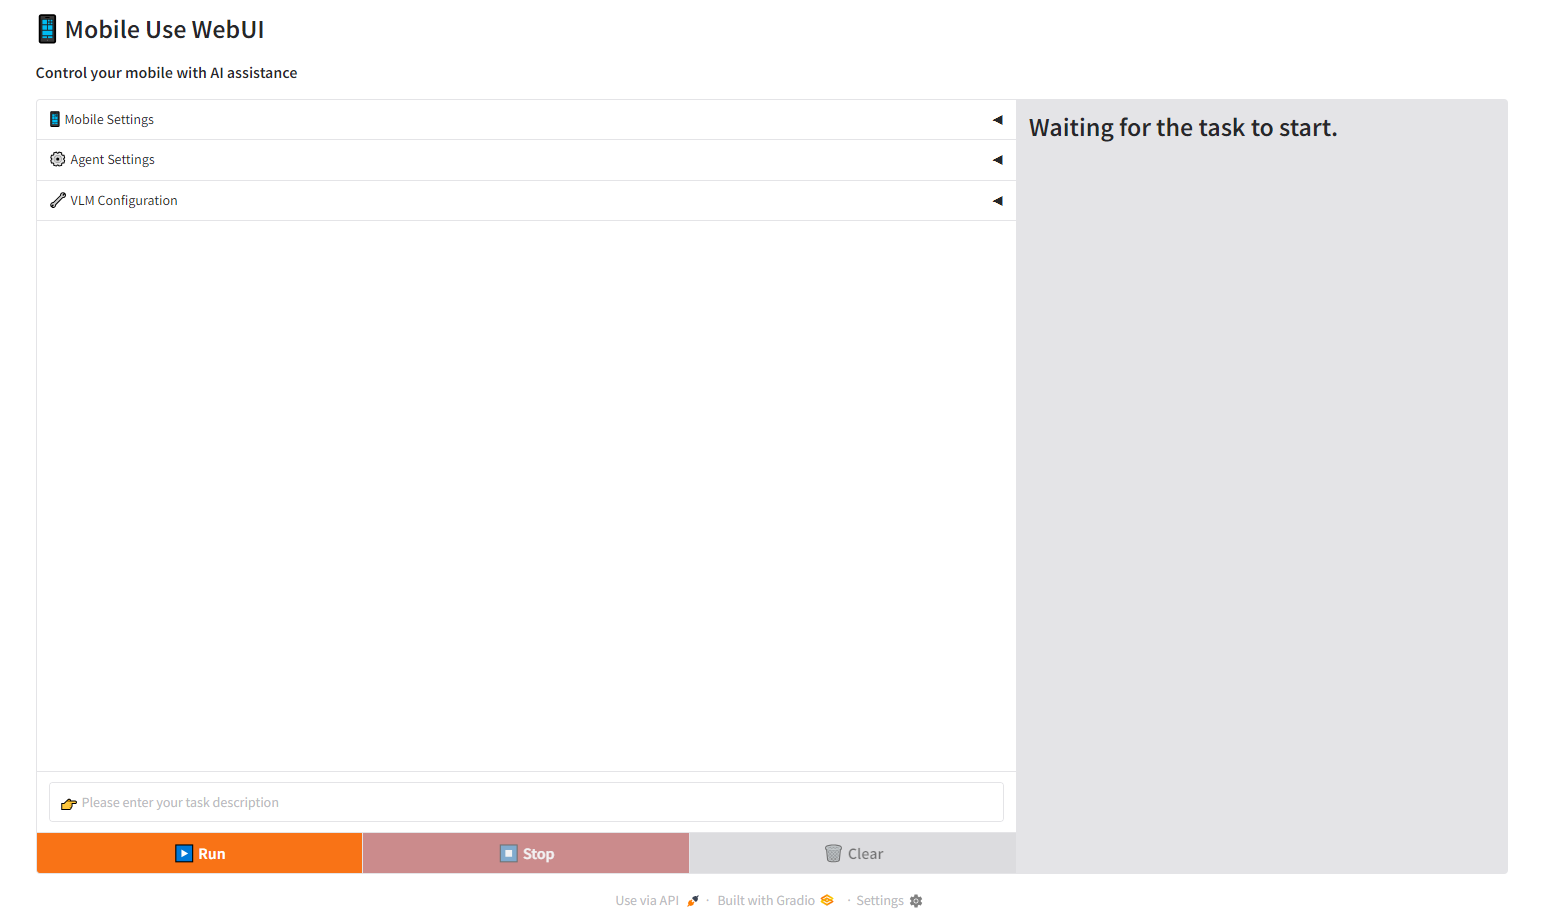 Mobile Use WebUI
Control your mobile with AI assistance
Mobile Settings
Agent Settings
VLM Configuration
Waiting for the task to start.
Please enter your task description
Run
Stop
Clear
Use via API · Built with Gradio · Settings